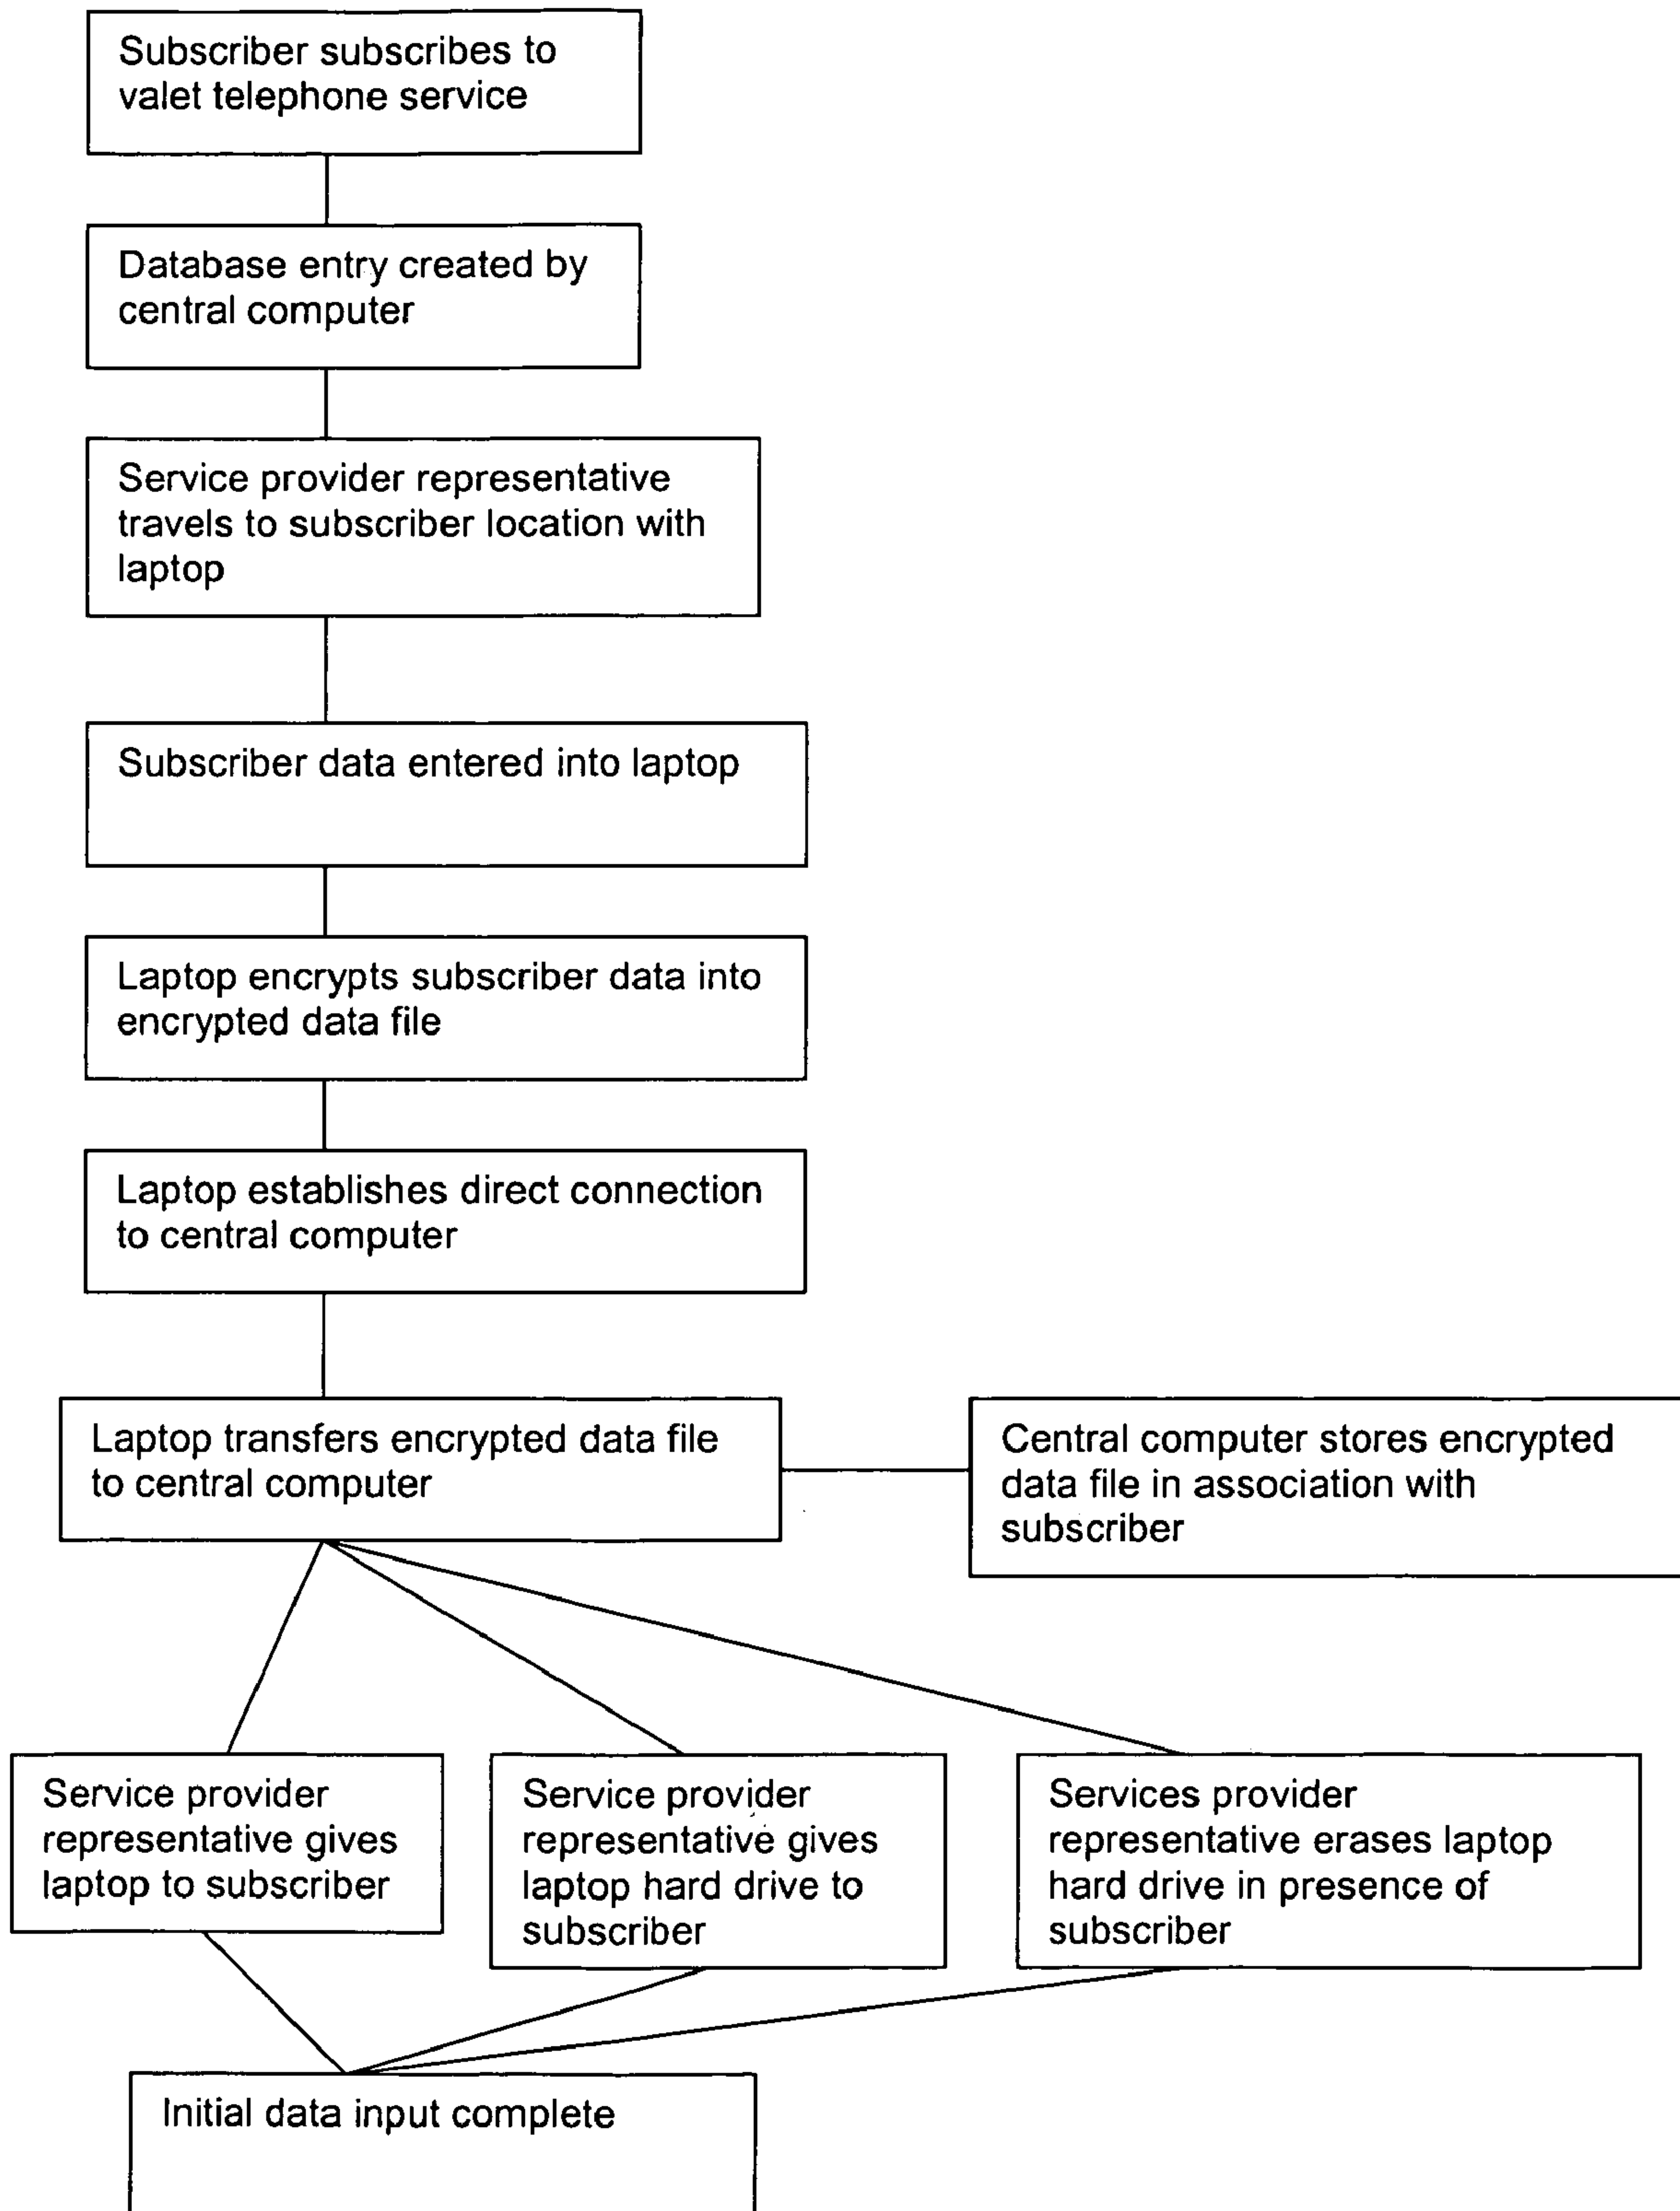 Subscriber subscribes to
valet telephone service
Database entry created by
central computer
Service provider representative
travels to subscriber location with
laptop
Subscriber data entered into laptop
Laptop encrypts subscriber data into
encrypted data file
Laptop establishes direct connection
to central computer
Laptop transfers encrypted data file
to central computer
Central computer stores encrypted
data file in association with
subscriber
Service provider
representative gives
laptop to subscriber
Service provider
representative gives
laptop hard drive to
subscriber
Services provider
representative erases laptop
hard drive in presence of
subscriber
Initial data input complete